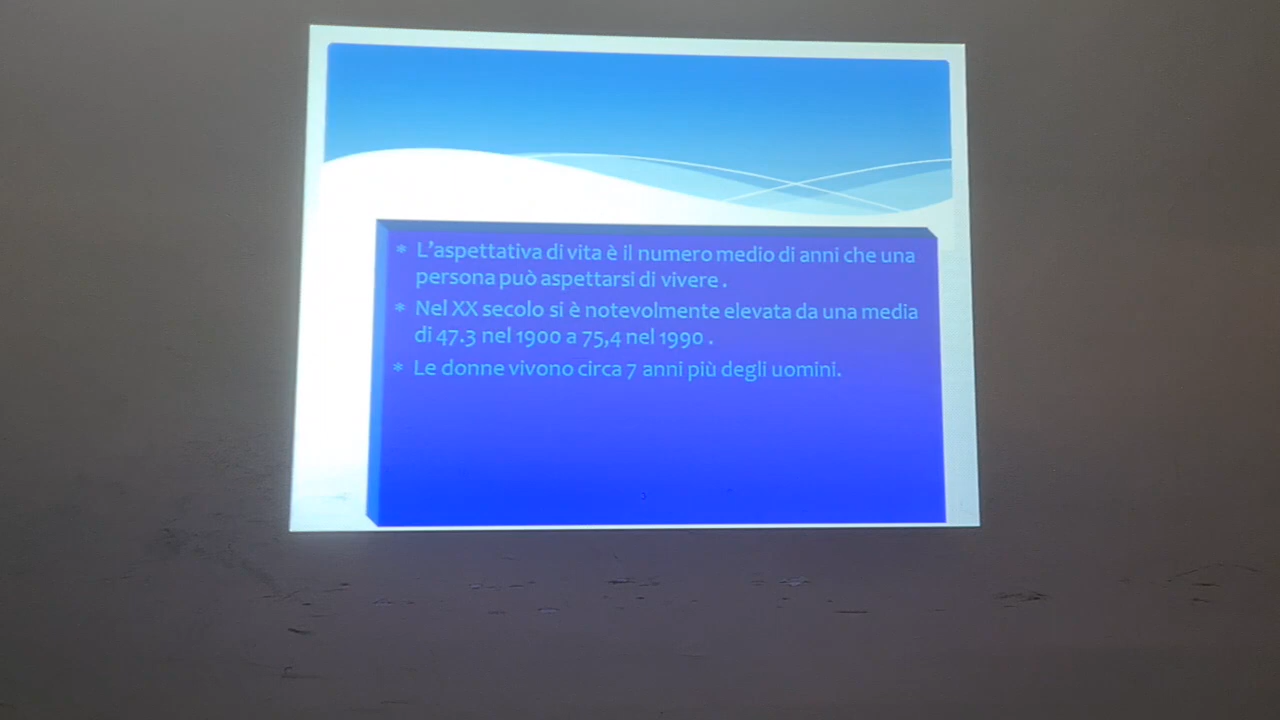 * L'aspettativa di vita è il numero medio di anni che una
persona può aspettarsi di vivere .
* Nel XX secolo si è notevolmente elevata da una media
di 47.3 nel 1900 a 75,4 nel 1990 .
* Le donne vivono circa 7 anni più degli uomini.